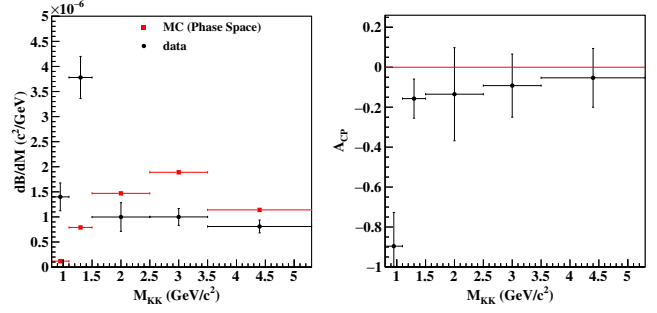 ×10⁻⁶
MC (Phase Space)
data
dB/dM (c²/GeV)
5
4.5
4
3.5
3
2.5
2
1.5
1
0.5
0
1 1.5 2 2.5 3 3.5 4 4.5 5
M_KK (GeV/c²)
A_CP
0.2
0
−0.2
−0.4
−0.6
−0.8
−1
1 1.5 2 2.5 3 3.5 4 4.5 5
M_KK (GeV/c²)